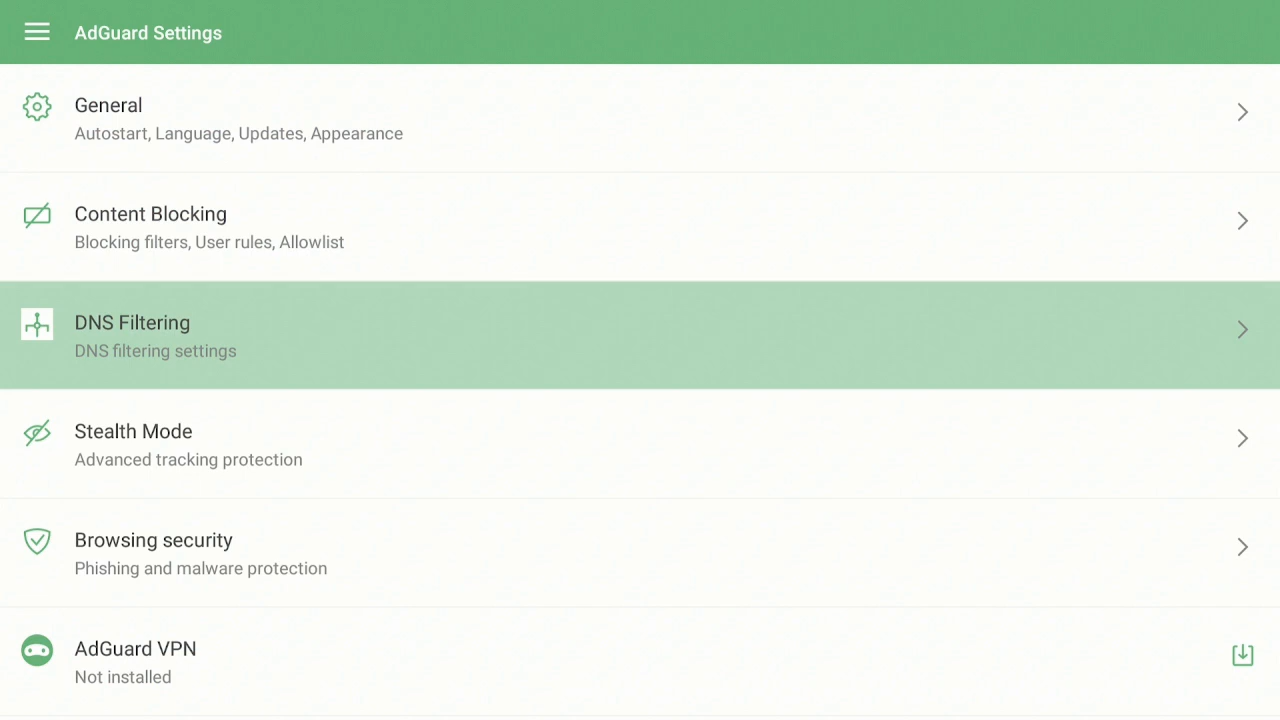 AdGuard Settings
General
Autostart, Language, Updates, Appearance
Content Blocking
Blocking filters, User rules, Allowlist
DNS Filtering
DNS filtering settings
Stealth Mode
Advanced tracking protection
Browsing security
Phishing and malware protection
AdGuard VPN
Not installed